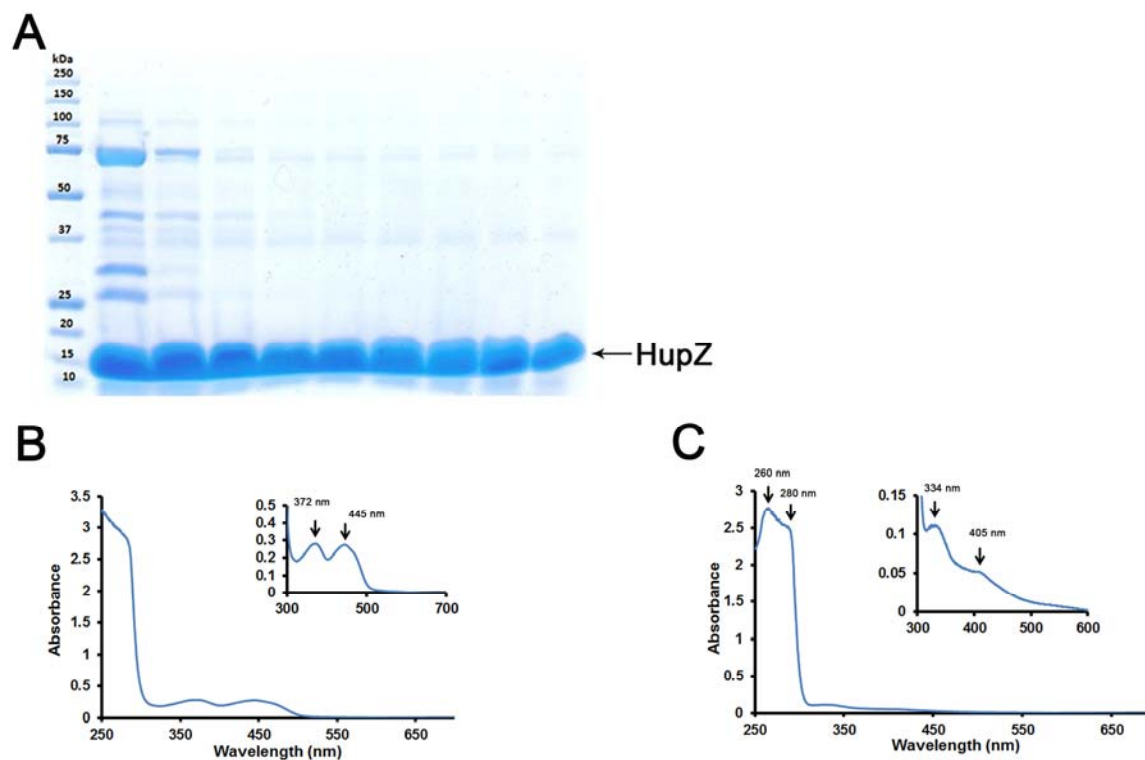 A
kDa
250
150
100
75
50
37
25
20
15
10
HupZ
B
3.5
3
2.5
2
1.5
1
0.5
0
250 350 450 550 650
Absorbance
Wavelength (nm)
0.5
0.4
0.3
0.2
0.1
0
300 500 700
372 nm
445 nm
C
260 nm
280 nm
3
2.5
2
1.5
1
0.5
0
250 350 450 550 650
Absorbance
Wavelength (nm)
0.15
0.1
0.05
0
300 400 500 600
334 nm
405 nm